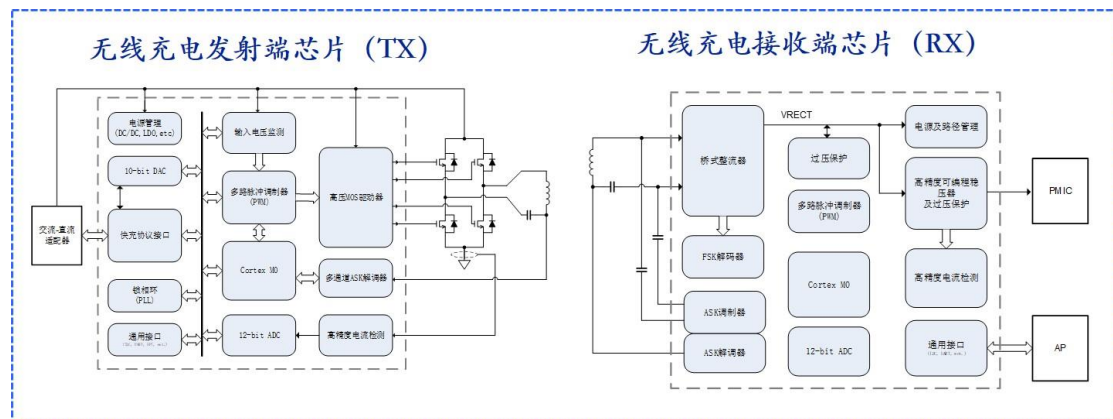 无线充电发射端芯片 (TX)
电源管理
(DC/DC, LDO, etc)
10-bit DAC
交流-直流
适配器
快充协议接口
锁相环
(PLL)
通用接口
输入电压监测
多路脉冲调制器
(PWM)
Cortex M0
12-bit ADC
高压MOS驱动器
多通道ASK解调器
高精度电流检测
无线充电接收端芯片 (RX)
桥式整流器
VRECT
FSK解码器
ASK调制器
ASK解调器
过压保护
多路脉冲调制器
(PWM)
Cortex M0
12-bit ADC
电源及路径管理
高精度可编程稳
压器
及过压保护
高精度电流检测
通用接口
PMIC
AP